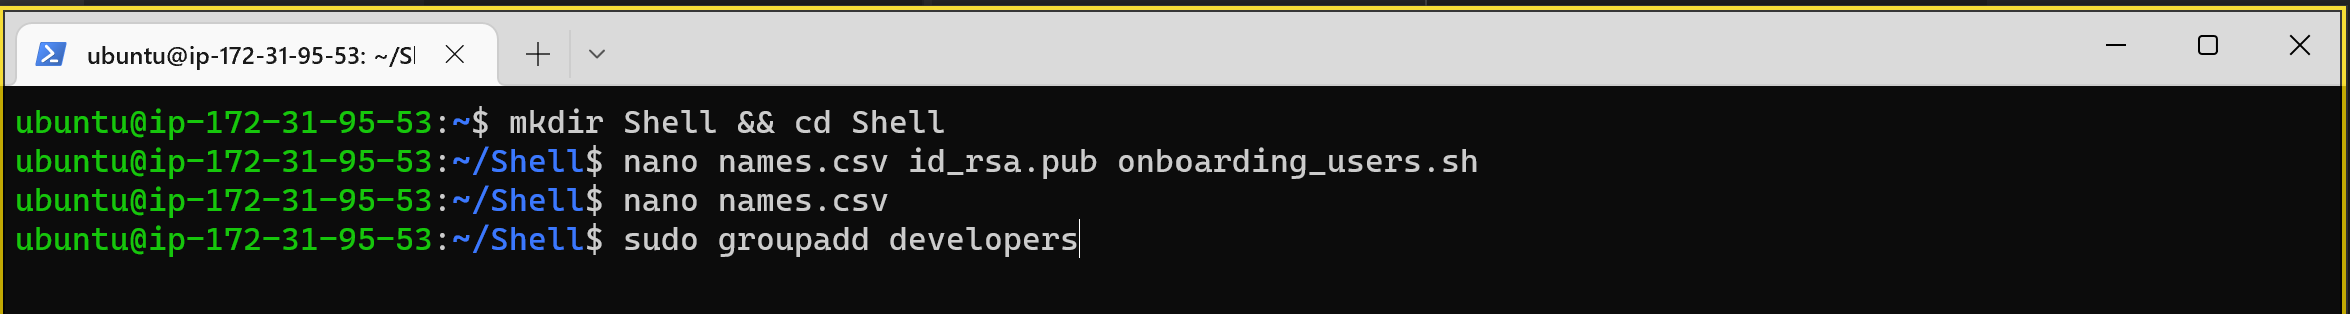 ubuntu@ip-172-31-95-53: ~/S
ubuntu@ip-172-31-95-53:~$ mkdir Shell && cd Shell
ubuntu@ip-172-31-95-53:~/Shell$ nano names.csv id_rsa.pub onboarding_users.sh
ubuntu@ip-172-31-95-53:~/Shell$ nano names.csv
ubuntu@ip-172-31-95-53:~/Shell$ sudo groupadd developers